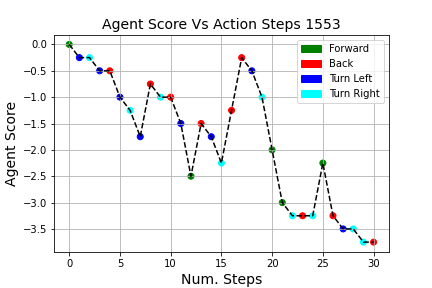 Agent Score Vs Action Steps 1553
Agent Score
0.0
−0.5
−1.0
−1.5
−2.0
−2.5
−3.0
−3.5
Forward
Back
Turn Left
Turn Right
0 5 10 15 20 25 30
Num. Steps